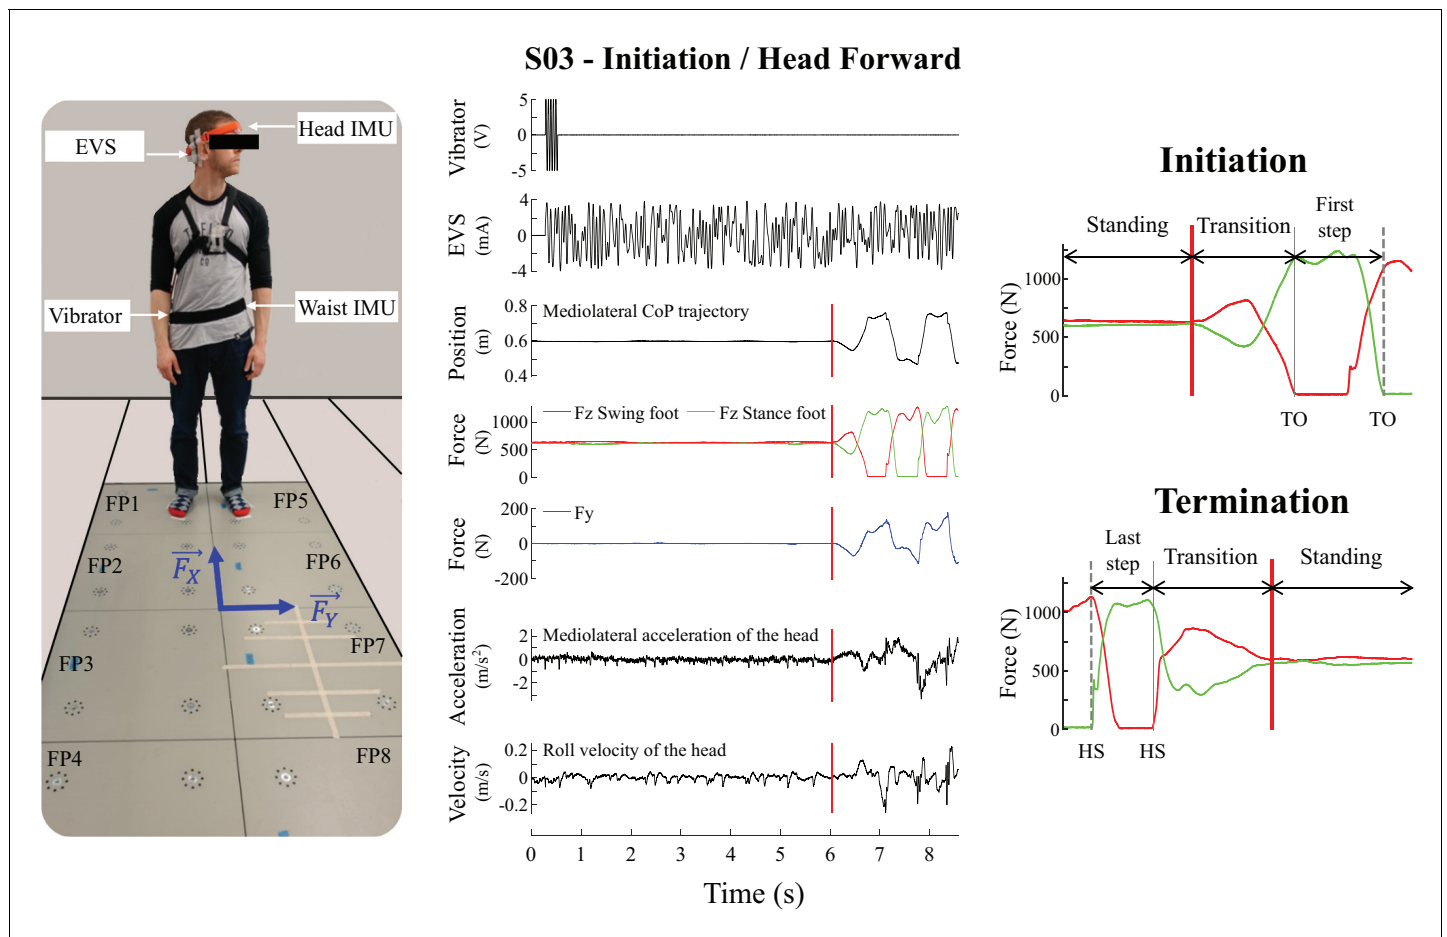 S03 - Initiation / Head Forward
Head IMU
EVS
Vibrator
Waist IMU
FP1
FP5
FP2
FP6
FP3
FP7
FP4
FP8
F_X
F_Y
Vibrator
(V)
5
0
-5
EVS
(mA)
4
0
-4
Position
(m)
0.8
0.6
0.4
Mediolateral CoP trajectory
Force
(N)
1000
500
0
Fz Swing foot
Fz Stance foot
Force
(N)
200
0
-200
Fy
Acceleration
(m/s²)
2
0
-2
Mediolateral acceleration of the head
Velocity
(m/s)
0.2
0
-0.2
Roll velocity of the head
0 1 2 3 4 5 6 7 8
Time (s)
Initiation
Standing
Transition
First
step
Force (N)
1000
500
0
TO
TO
Termination
Last
step
Transition
Standing
Force (N)
1000
500
0
HS
HS